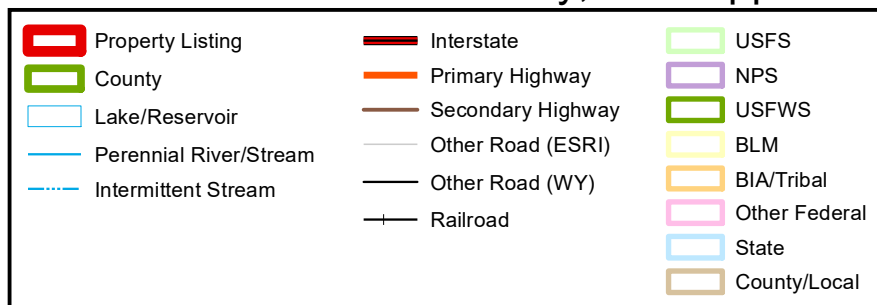 Property Listing
County
Lake/Reservoir
Perennial River/Stream
Intermittent Stream
Interstate
Primary Highway
Secondary Highway
Other Road (ESRI)
Other Road (WY)
Railroad
USFS
NPS
USFWS
BLM
BIA/Tribal
Other Federal
State
County/Local